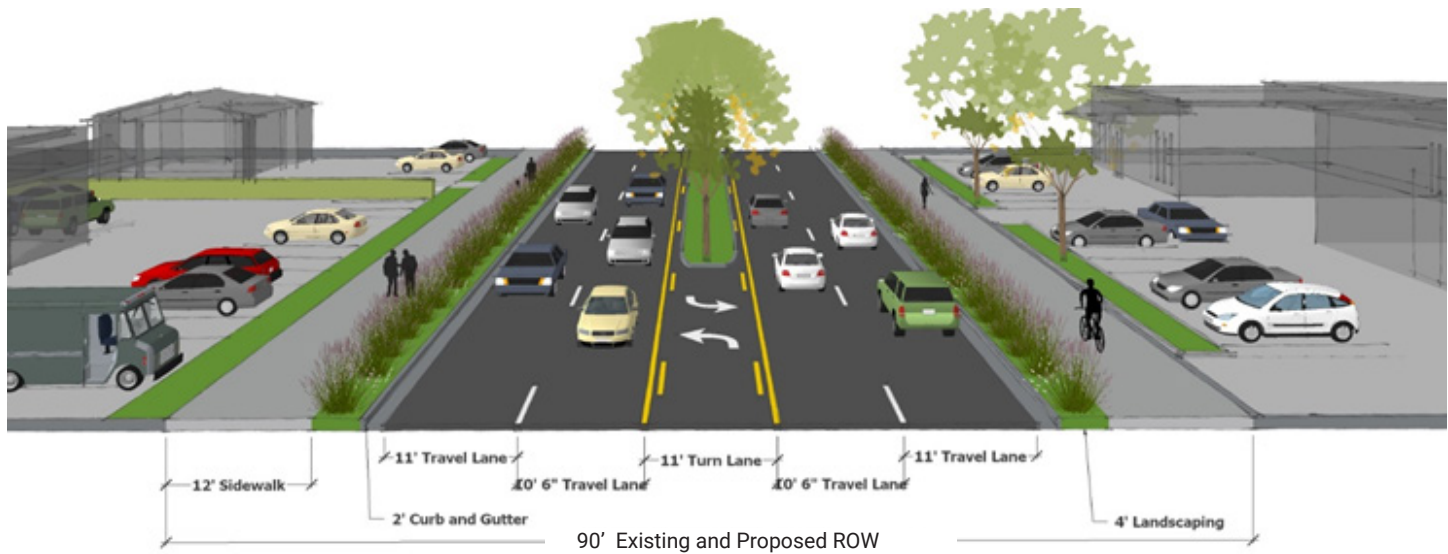 11' Travel Lane
11' Turn Lane
11' Travel Lane
12' Sidewalk
10' 6" Travel Lane
10' 6" Travel Lane
2' Curb and Gutter
4' Landscaping
90' Existing and Proposed ROW